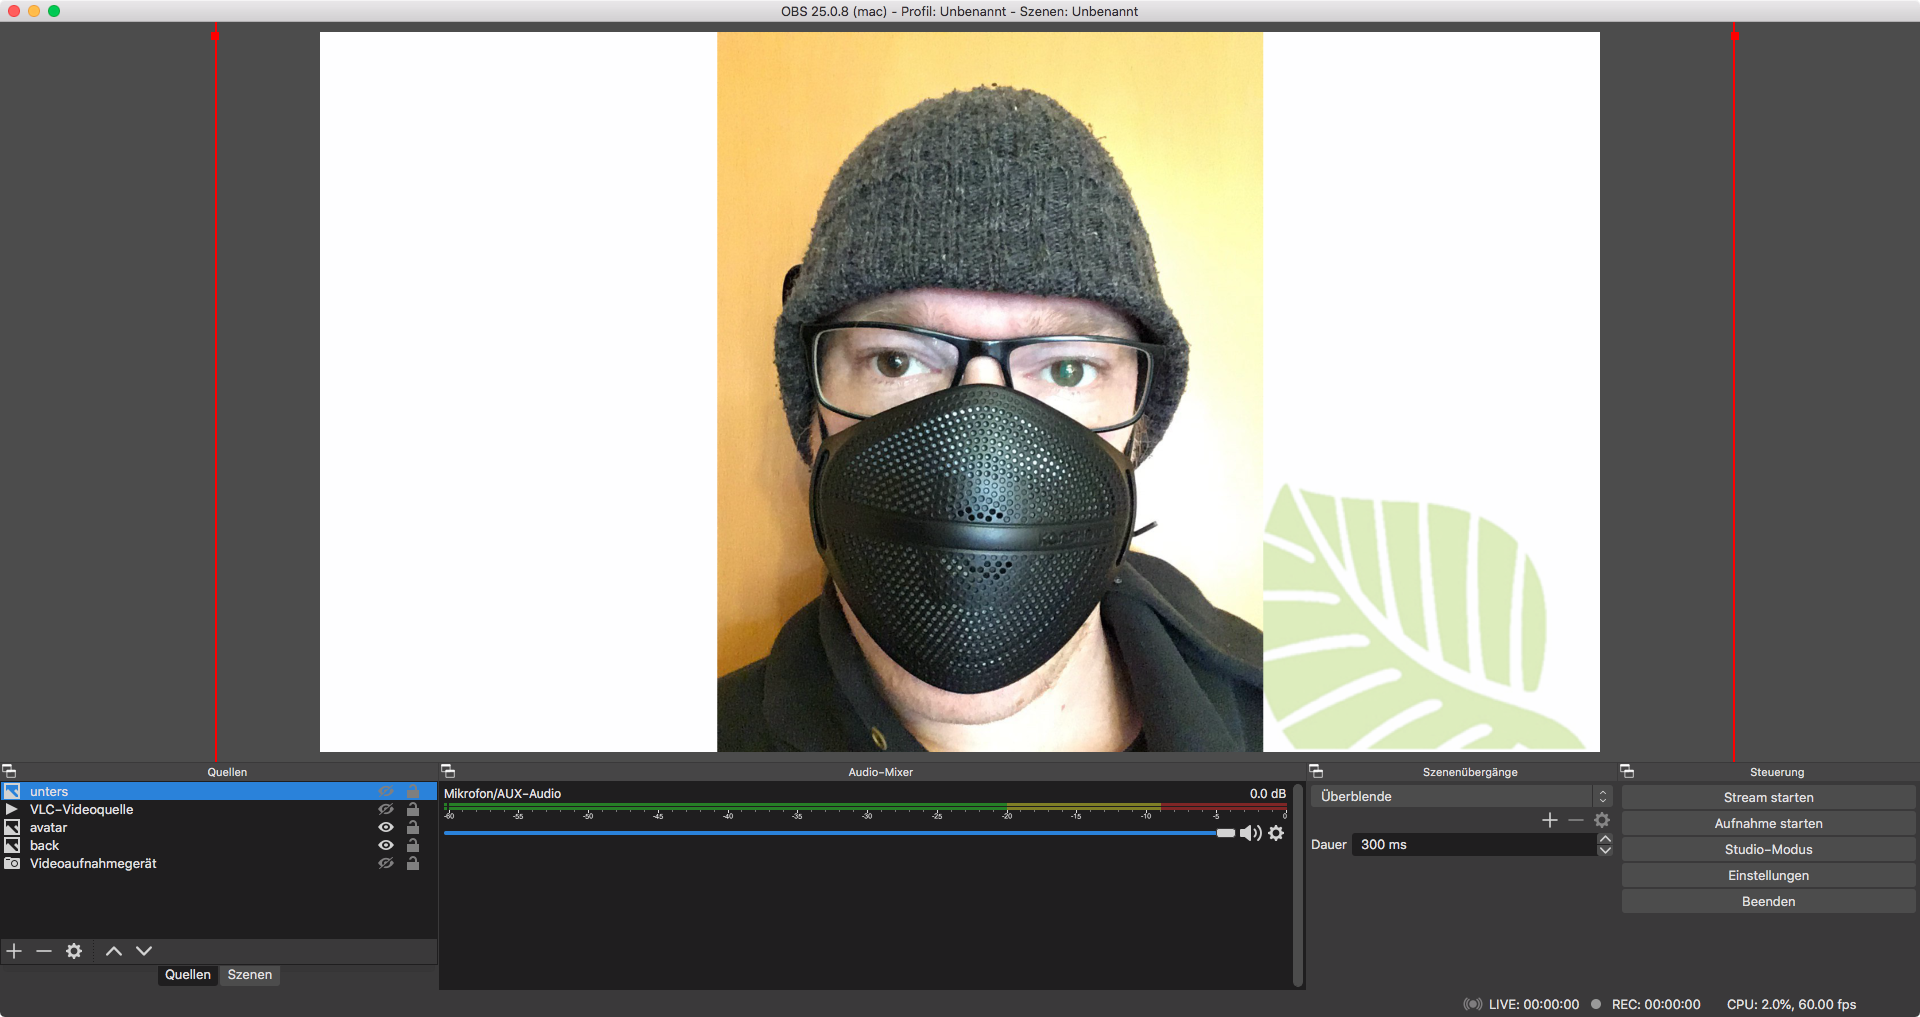 OBS 25.0.8 (mac) - Profil: Unbenannt - Szenen: Unbenannt
Quellen
unters
VLC-Videoquelle
avatar
back
Videoaufnahmegerät
Quellen Szenen
Audio-Mixer
Mikrofon/AUX-Audio 0.0 dB
-60 -55 -50 -45 -40 -35 -30 -25 -20 -15 -10 -5 0
Szenenübergänge
Überblende
Dauer 300 ms
Steuerung
Stream starten
Aufnahme starten
Studio-Modus
Einstellungen
Beenden
LIVE: 00:00:00 REC: 00:00:00 CPU: 2.0%, 60.00 fps